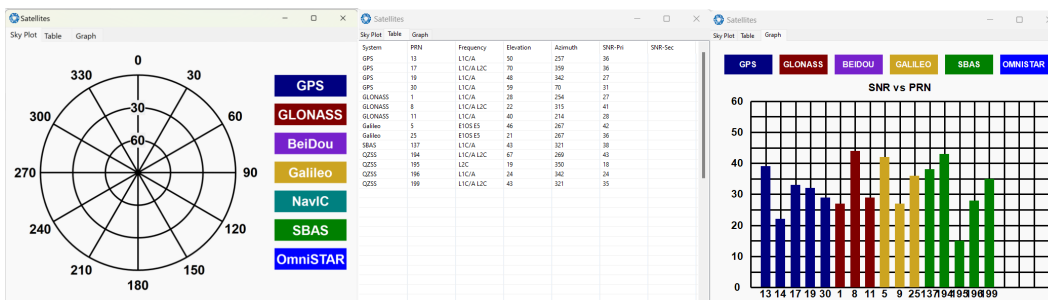 Satellites
Sky Plot Table Graph
0
30
60
90
120
150
180
210
240
270
300
330
30
60
GPS
GLONASS
BeiDou
Galileo
NavIC
SBAS
OmniSTAR
Satellites
Sky Plot Table Graph
System PRN Frequency Elevation Azimuth SNR-Pri SNR-Sec
GPS 13 L1C/A 50 257 36
GPS 17 L1C/A L2C 70 359 36
GPS 19 L1C/A 48 342 27
GPS 30 L1C/A 59 70 31
GLONASS 1 L1C/A 28 254 27
GLONASS 8 L1C/A L2C 22 315 41
GLONASS 11 L1C/A 40 214 28
Galileo 5 E1OS E5 46 267 42
Galileo 25 E1OS E5 21 267 36
SBAS 137 L1C/A 43 321 38
QZSS 194 L1C/A L2C 67 269 43
QZSS 195 L2C 19 350 18
QZSS 196 L1C/A 24 342 24
QZSS 199 L1C/A L2C 43 321 35
Satellites
Sky Plot Table Graph
GPS GLONASS BEIDOU GALILEO SBAS OMNISTAR
SNR vs PRN
60
50
40
30
20
10
0
13 14 17 19 30 1 8 11 5 9 25 137 194 195 196 199